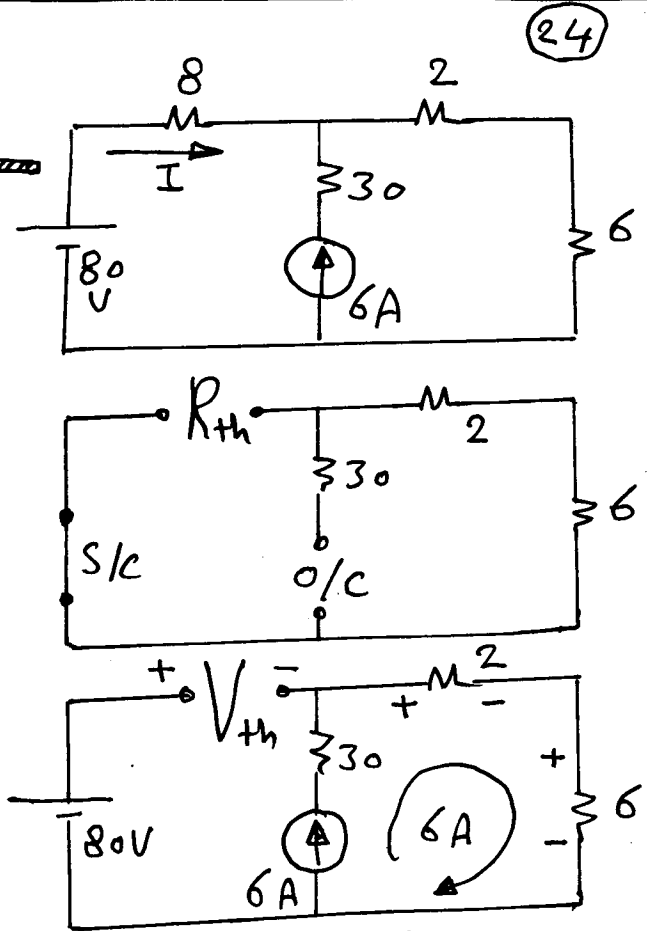 24
8 2
I 30
80
V 6A 6
Rth 2
30 6
S/C O/C
+ Vth - 2
+ -
30 +
6A 6
80V -
6A